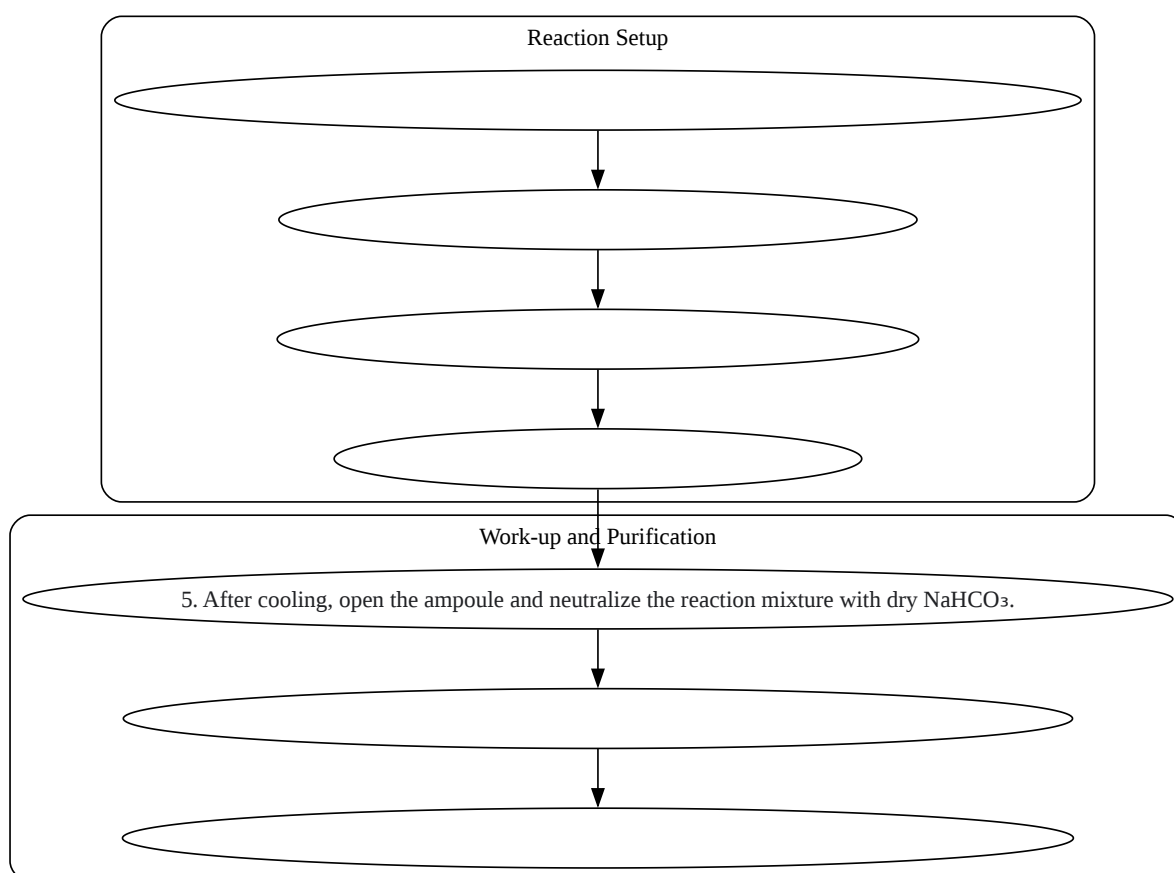 Reaction Setup
Work-up and Purification
5. After cooling, open the ampoule and neutralize the reaction mixture with dry NaHCO₃.